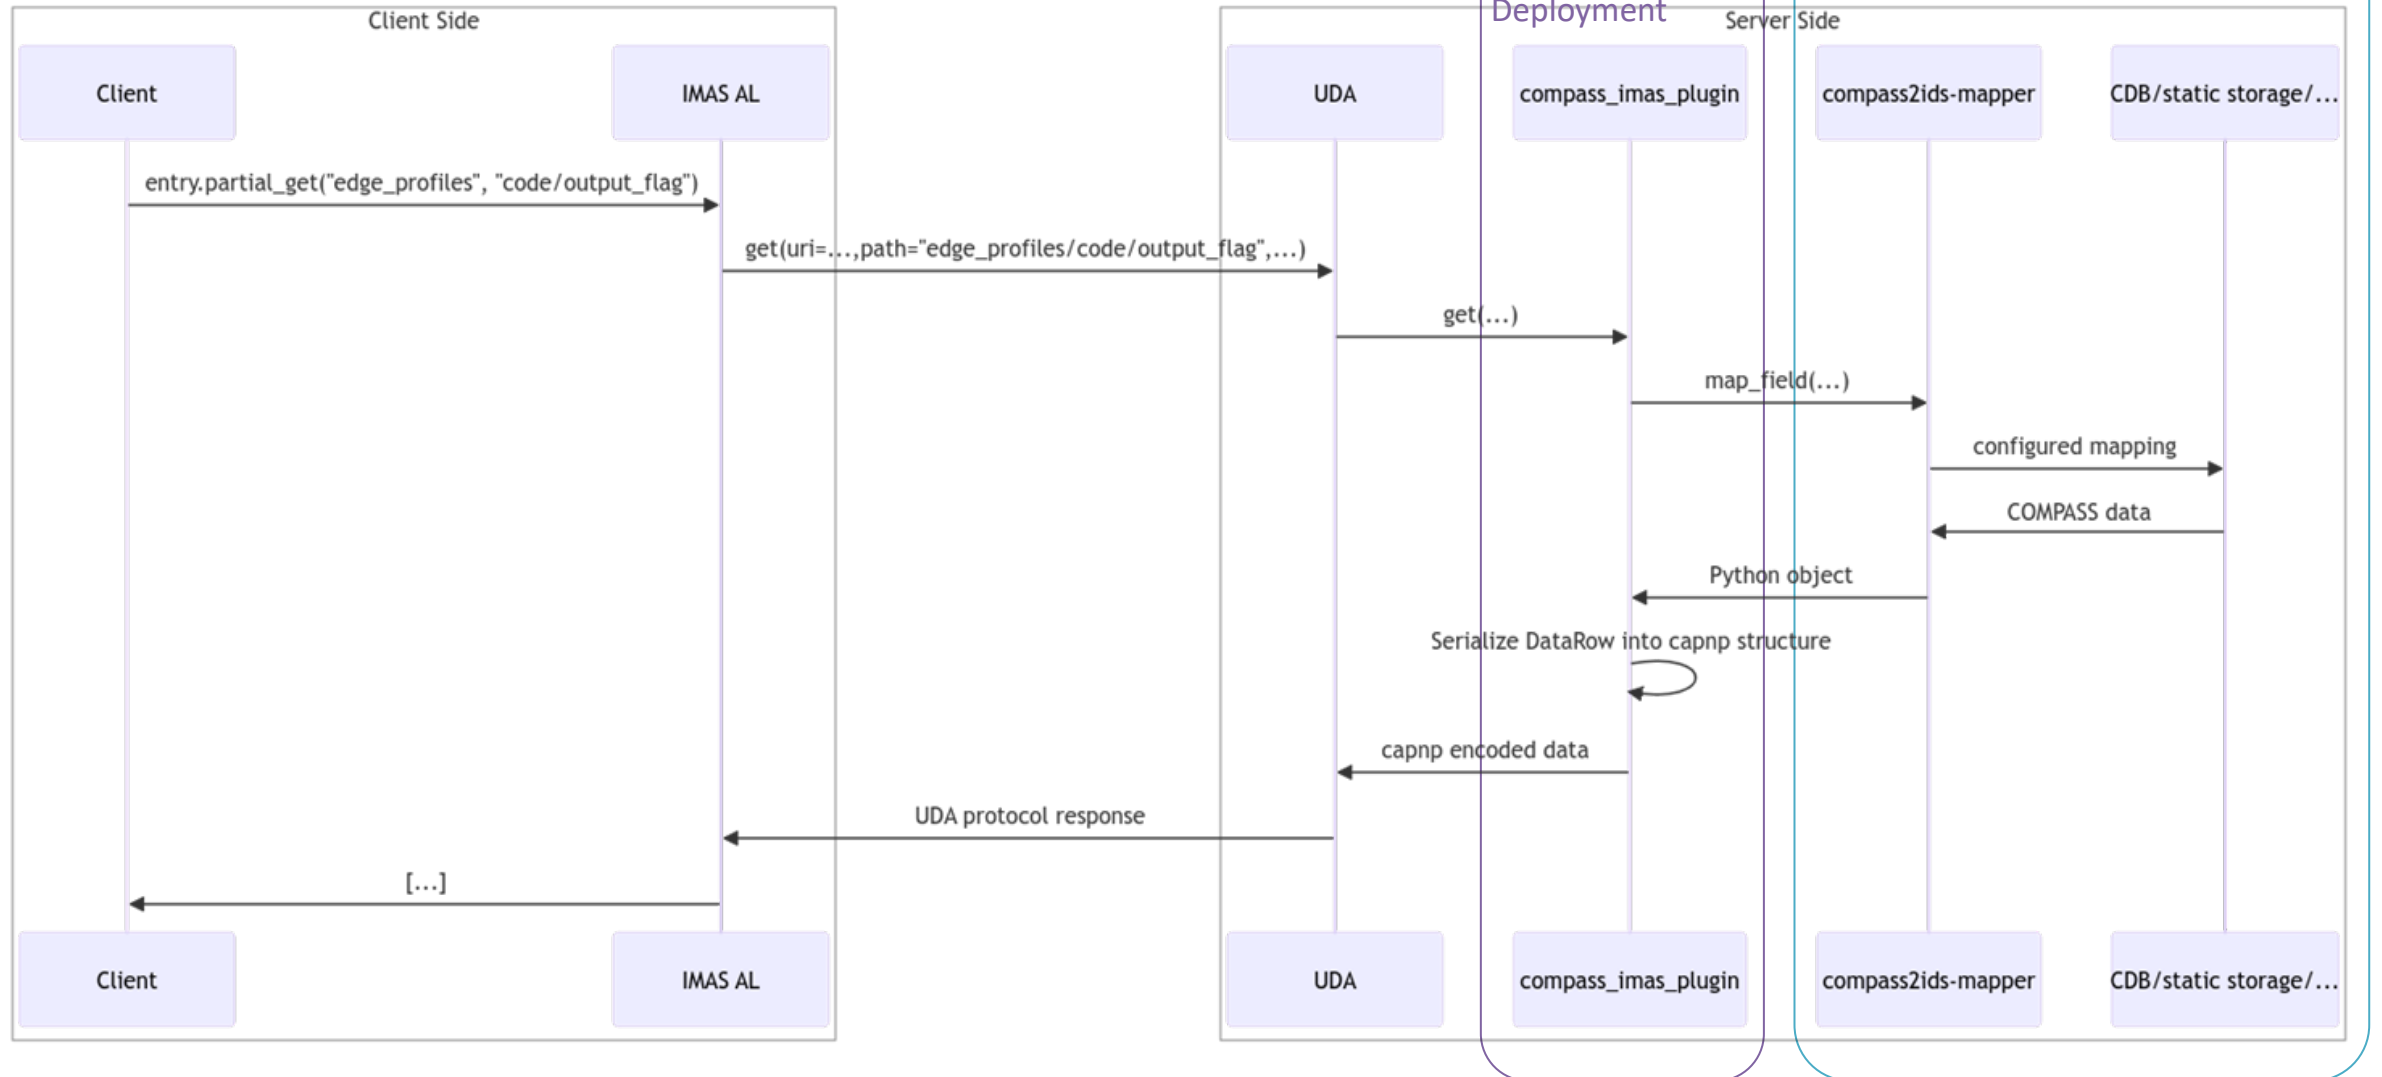 Deployment
Client Side
Server Side
Client
IMAS AL
UDA
compass_imas_plugin
compass2ids-mapper
CDB/static storage/...
entry.partial_get("edge_profiles", "code/output_flag")
get(uri=...,path="edge_profiles/code/output_flag",...)
get(...)
map_field(...)
configured mapping
COMPASS data
Python object
Serialize DataRow into capnp structure
capnp encoded data
UDA protocol response
[...]
Client
IMAS AL
UDA
compass_imas_plugin
compass2ids-mapper
CDB/static storage/...